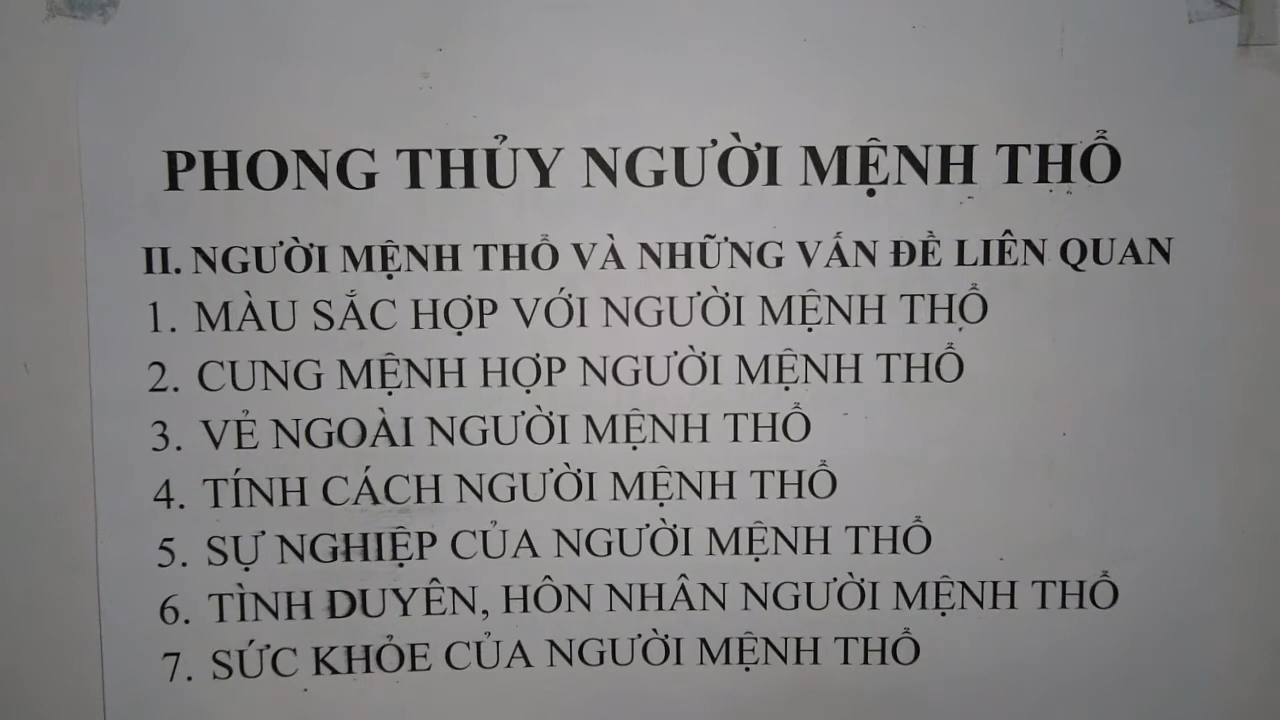 PHONG THỦY NGƯỜI MỆNH THỔ
II. NGƯỜI MỆNH THỔ VÀ NHỮNG VẤN ĐỀ LIÊN QUAN
1. MÀU SẮC HỢP VỚI NGƯỜI MỆNH THỔ
2. CUNG MỆNH HỢP NGƯỜI MỆNH THỔ
3. VẺ NGOÀI NGƯỜI MỆNH THỔ
4. TÍNH CÁCH NGƯỜI MỆNH THỔ
5. SỰ NGHIỆP CỦA NGƯỜI MỆNH THỔ
6. TÌNH DUYÊN, HÔN NHÂN NGƯỜI MỆNH THỔ
7. SỨC KHỎE CỦA NGƯỜI MỆNH THỔ